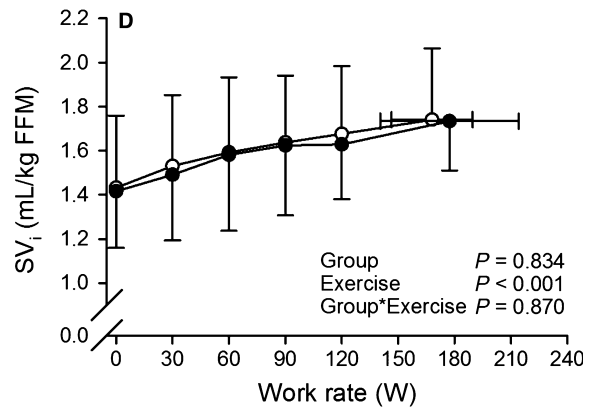 D
2.2
2.0
1.8
1.6
1.4
1.2
1.0
0.0
SVi (mL/kg FFM)
Group P = 0.834
Exercise P < 0.001
Group*Exercise P = 0.870
0 30 60 90 120 150 180 210 240
Work rate (W)